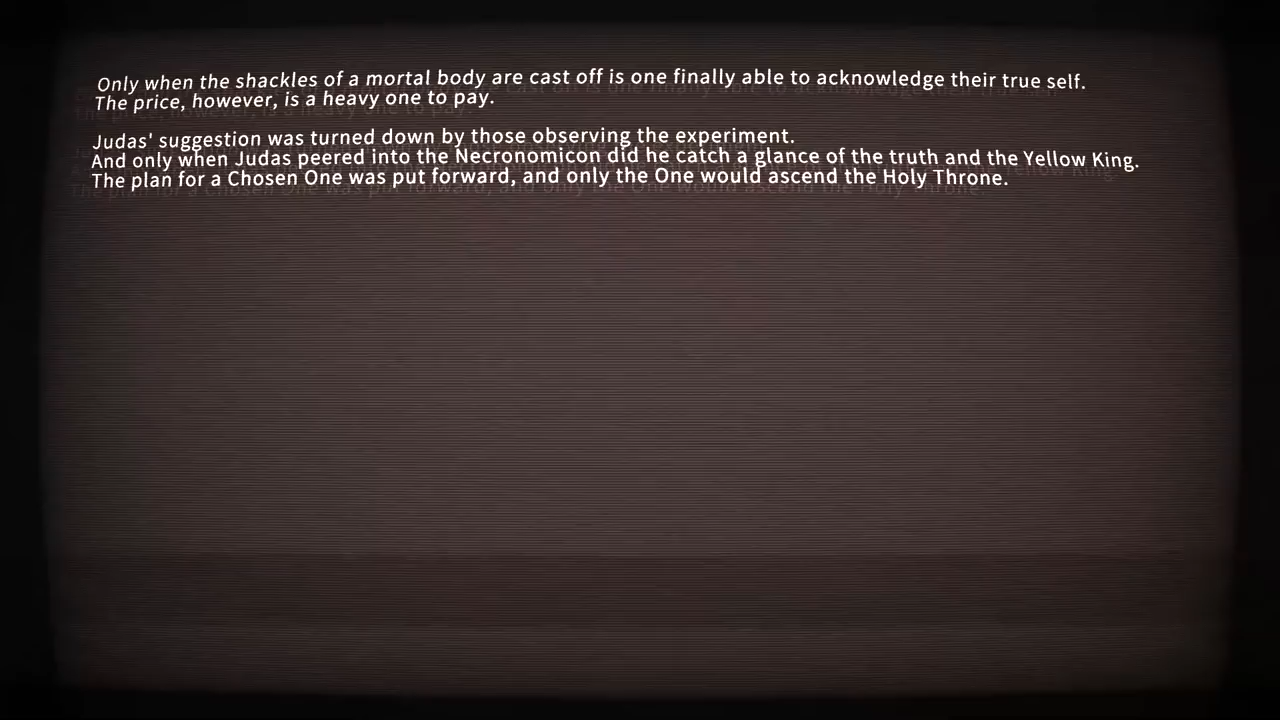 Only when the shackles of a mortal body are cast off is one finally able to acknowledge their true self.
The price, however, is a heavy one to pay.
Judas' suggestion was turned down by those observing the experiment.
And only when Judas peered into the Necronomicon did he catch a glance of the truth and the Yellow King.
The plan for a Chosen One was put forward, and only the One would ascend the Holy Throne.